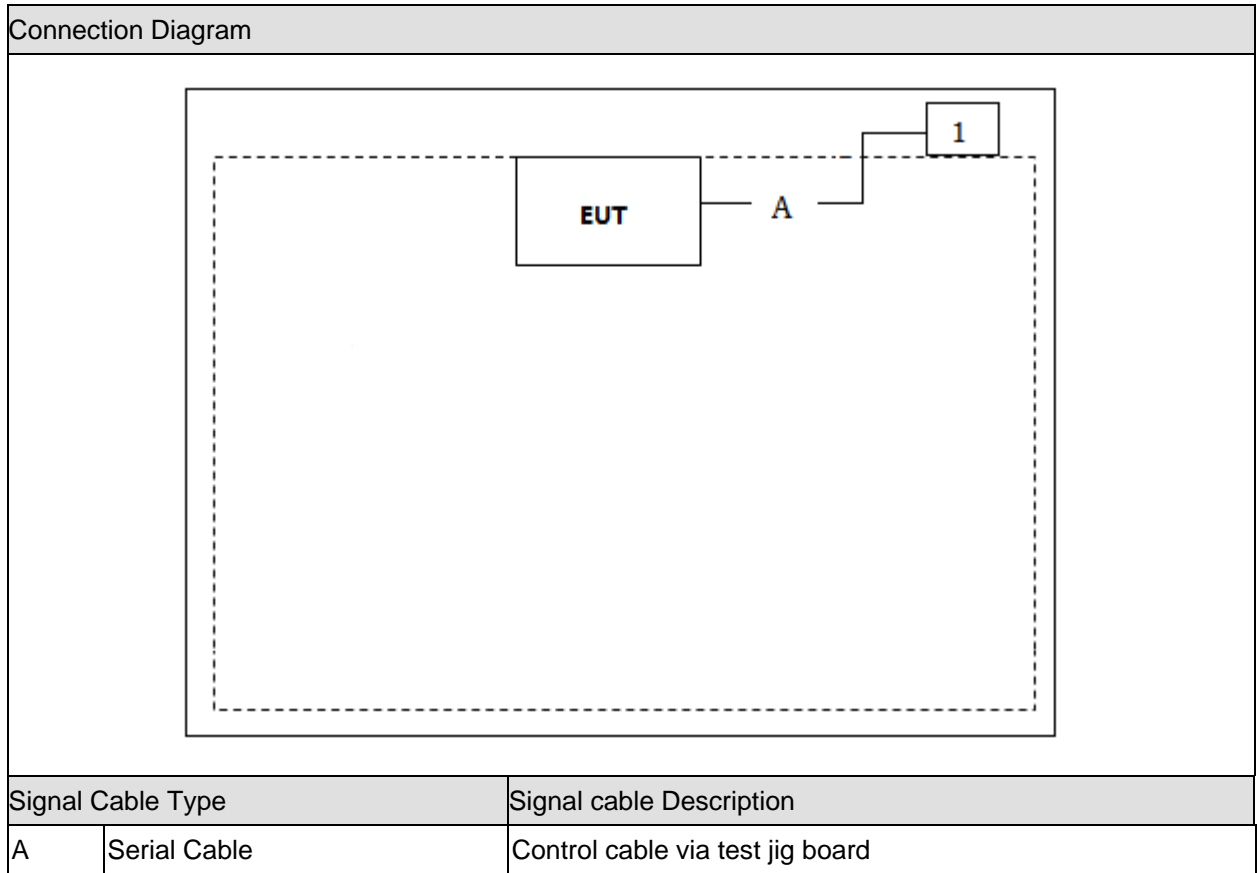 Connection Diagram
1
EUT
A
Signal Cable Type Signal cable Description
A Serial Cable Control cable via test jig board